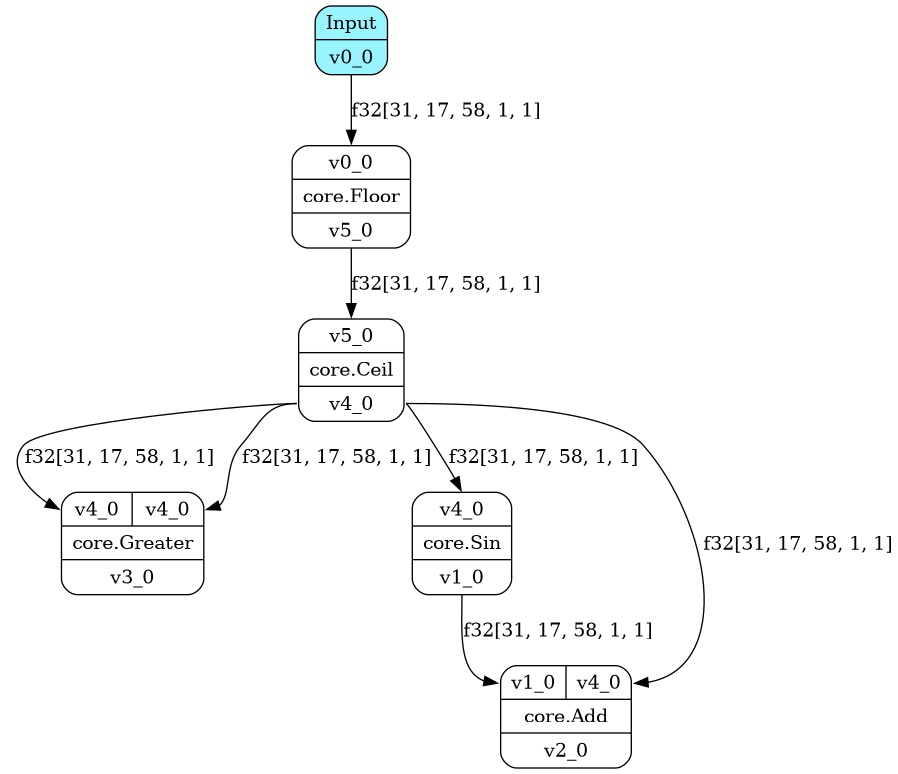 Input
v0_0
f32[31, 17, 58, 1, 1]
v0_0
core.Floor
v5_0
f32[31, 17, 58, 1, 1]
v5_0
core.Ceil
v4_0
f32[31, 17, 58, 1, 1]
f32[31, 17, 58, 1, 1]
f32[31, 17, 58, 1, 1]
v4_0 v4_0
core.Greater
v3_0
v4_0
core.Sin
v1_0
f32[31, 17, 58, 1, 1]
f32[31, 17, 58, 1, 1]
v1_0 v4_0
core.Add
v2_0